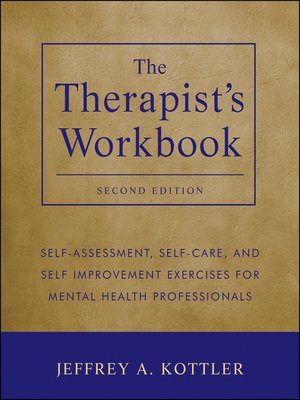 The
Therapist's
Workbook
SECOND EDITION
SELF-ASSESSMENT, SELF-CARE, AND
SELF IMPROVEMENT EXERCISES FOR
MENTAL HEALTH PROFESSIONALS
JEFFREY A. KOTTLER